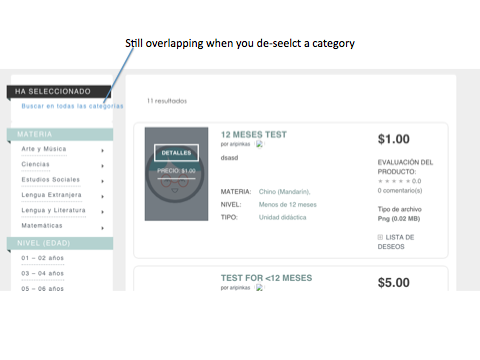 Still overlapping when you de-seelct a category
HA SELECCIONADO
Buscar en todas las categorías
MATERIA
Arte y Música
Ciencias
Estudios Sociales
Lengua Extranjera
Lengua y Literatura
Matemáticas
NIVEL (EDAD)
01 – 02 años
03 – 04 años
05 – 06 años
11 resultados
DETALLES
PRECIO: $1.00
12 MESES TEST
por anjinkas
dsasd
MATERIA: Chino (Mandarín),
NIVEL: Menos de 12 meses
TIPO: Unidad didáctica
$1.00
EVALUACIÓN DEL
PRODUCTO:
0.0
0 comentario(s)
Tipo de archivo
Png (0.02 MB)
LISTA DE
DESEOS
TEST FOR <12 MESES
por anjinkas
$5.00